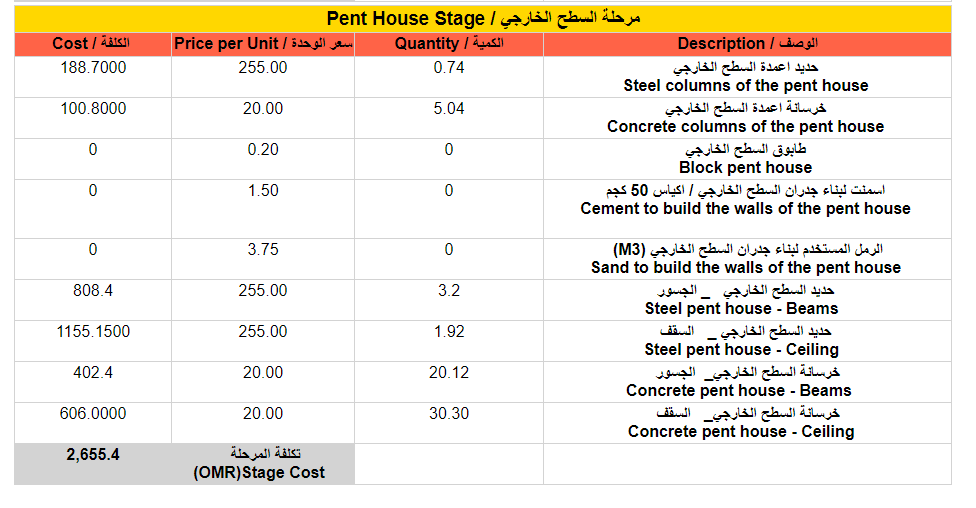 مرحلة السطح الخارجي / Pent House Stage
الوصف / Description الكمية / Quantity سعر الوحدة / Price per Unit الكلفة / Cost
حديد اعمدة السطح الخارجي 0.74 255.00 188.7000
Steel columns of the pent house
خرسانة اعمدة السطح الخارجي 5.04 20.00 100.8000
Concrete columns of the pent house
طابوق السطح الخارجي 0 0.20 0
Block pent house
اسمنت لبناء جدران السطح الخارجي / اكياس 50 كجم 0 1.50 0
Cement to build the walls of the pent house
الرمل المستخدم لبناء جدران السطح الخارجي (M3) 0 3.75 0
Sand to build the walls of the pent house
حديد السطح الخارجي _ الجسور 3.2 255.00 808.4
Steel pent house - Beams
حديد السطح الخارجي _ السقف 1.92 255.00 1155.1500
Steel pent house - Ceiling
خرسانة السطح الخارجي_ الجسور 20.12 20.00 402.4
Concrete pent house - Beams
خرسانة السطح الخارجي_ السقف 30.30 20.00 606.0000
Concrete pent house - Ceiling
تكلفة المرحلة 2,655.4
(OMR)Stage Cost